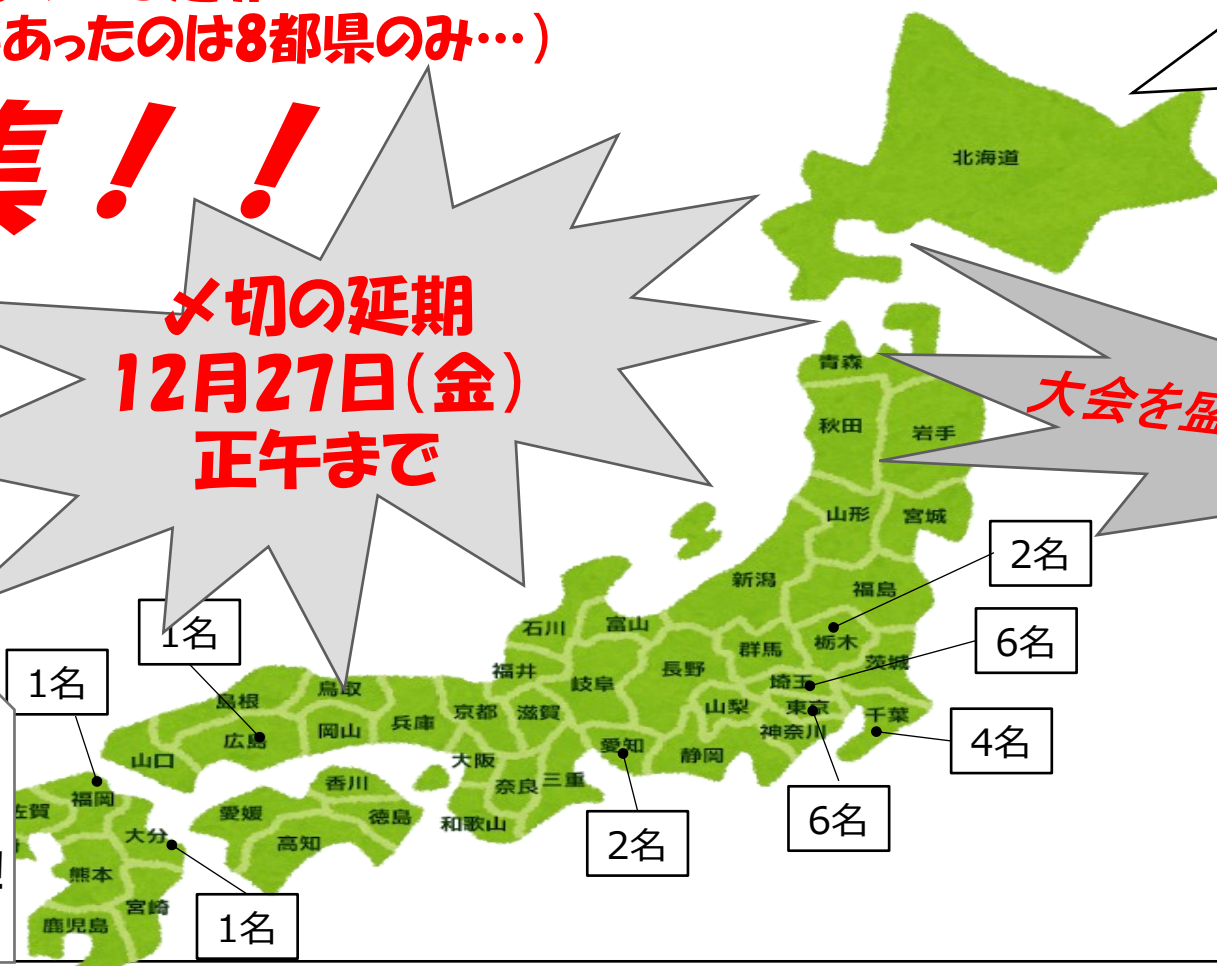 あったのは8都県のみ…）
集！！
〆切の延期
12月27日(金)
正午まで
大会を盛
北海道
青森
秋田
岩手
山形
宮城
2名
新潟
福島
1名
石川
富山
群馬
栃木
6名
茨城
1名
福井
岐阜
長野
埼玉
島根
鳥取
京都
滋賀
山梨
東京
千葉
広島
岡山
兵庫
愛知
静岡
神奈川
4名
山口
大阪
香川
奈良
三重
福岡
佐賀
愛媛
徳島
和歌山
6名
大分
高知
2名
熊本
!
宮崎
鹿児島
1名